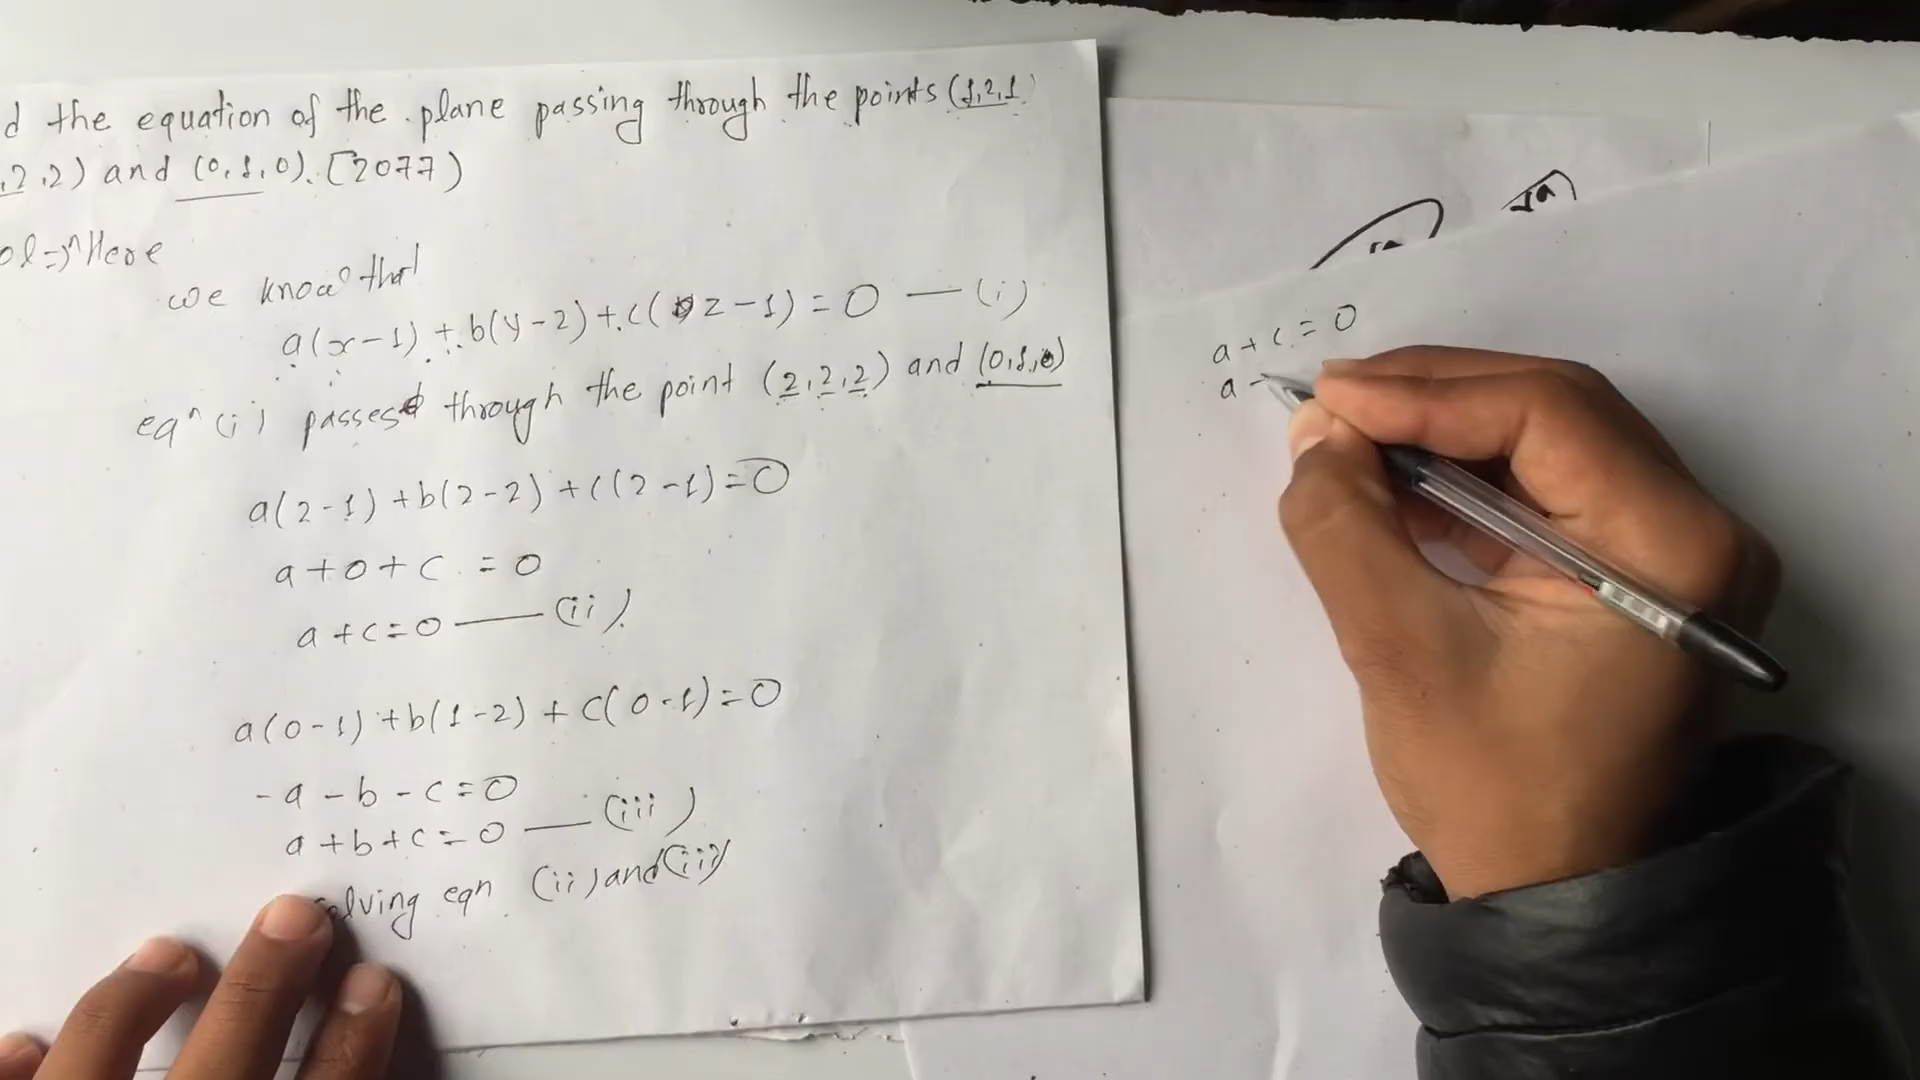 d the equation of the plane passing through the points (1,2,1
,2,2) and (0,1,0). [2077)
ol=)ⁿ Here
we know that
a(x-1) + b(y-2) + c(z-1) = 0 — (i)
eqⁿ (i) passes through the point (2,2,2) and (0,1,0)
a(2-1) + b(2-2) + c(2-1) = 0
a + 0 + c = 0
a + c = 0 — (ii)
a(0-1) + b(1-2) + c(0-1) = 0
-a - b - c = 0
a + b + c = 0 — (iii)
olving eqn (ii) and (iii)
a + c = 0
a -